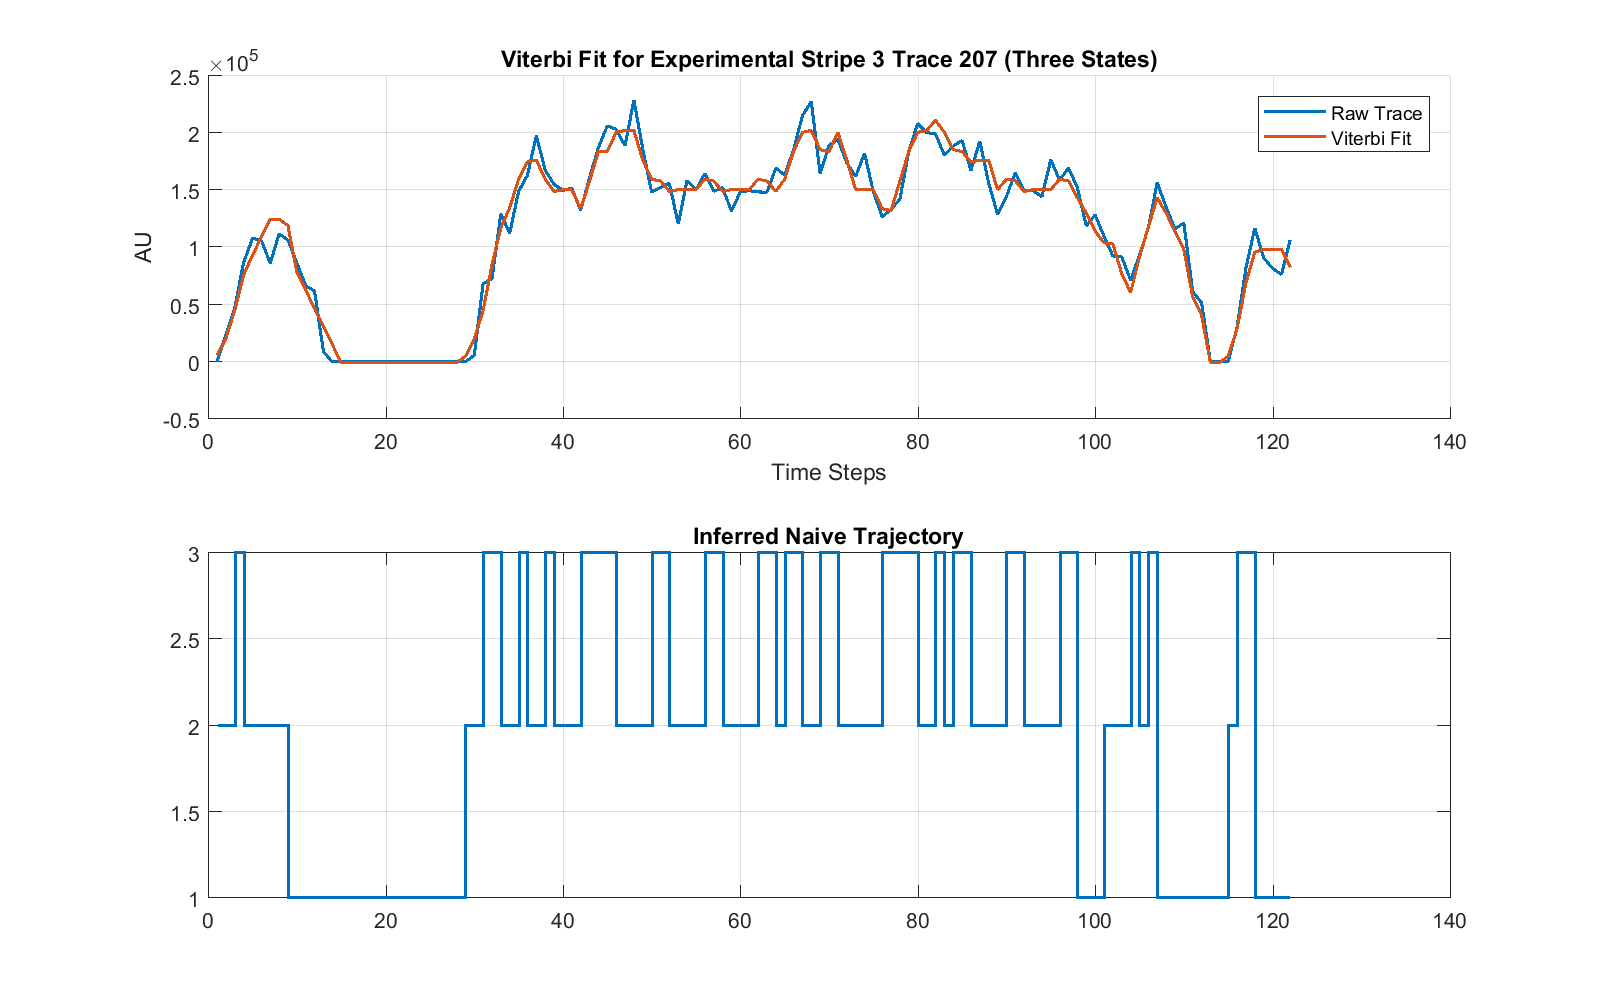 Viterbi Fit for Experimental Stripe 3 Trace 207 (Three States)
×10⁵
2.5
2
1.5
1
0.5
0
-0.5
AU
Raw Trace
Viterbi Fit
0 20 40 60 80 100 120 140
Time Steps
Inferred Naive Trajectory
3
2.5
2
1.5
1
0 20 40 60 80 100 120 140